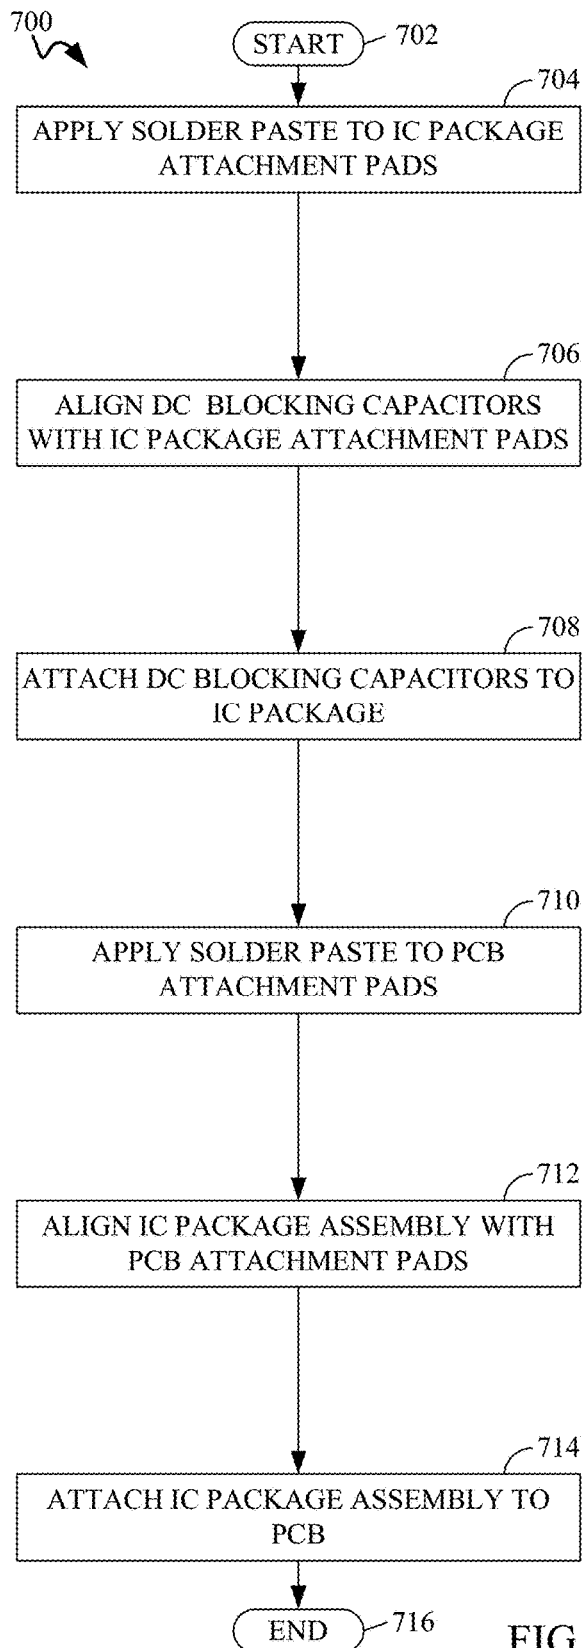 700
START
702
704
APPLY SOLDER PASTE TO IC PACKAGE
ATTACHMENT PADS
706
ALIGN DC BLOCKING CAPACITORS
WITH IC PACKAGE ATTACHMENT PADS
708
ATTACH DC BLOCKING CAPACITORS TO
IC PACKAGE
710
APPLY SOLDER PASTE TO PCB
ATTACHMENT PADS
712
ALIGN IC PACKAGE ASSEMBLY WITH
PCB ATTACHMENT PADS
714
ATTACH IC PACKAGE ASSEMBLY TO
PCB
END
716
FIG